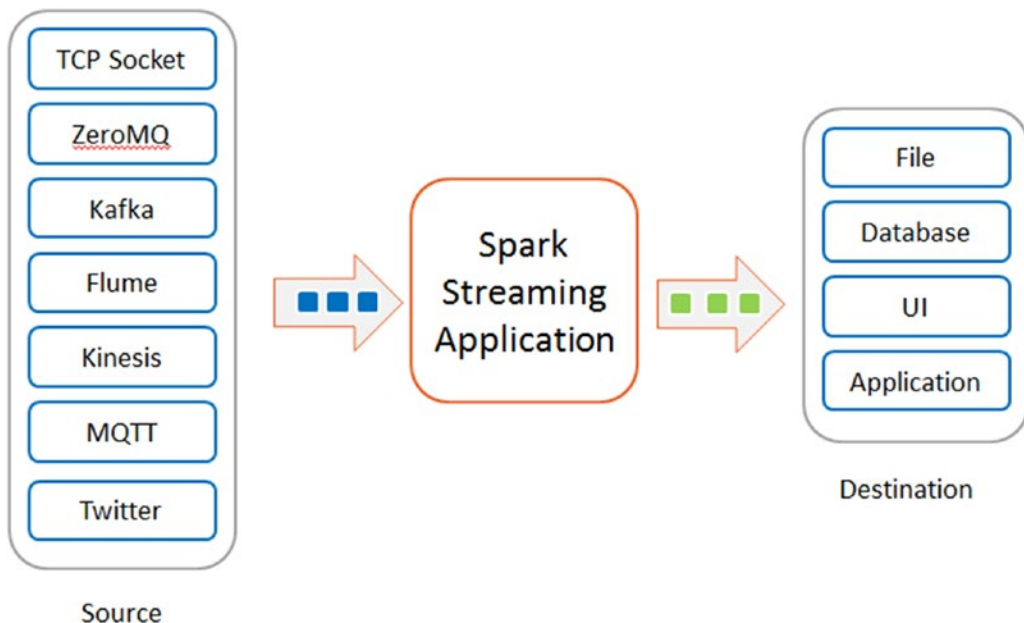 TCP Socket
ZeroMQ
Kafka
Flume
Kinesis
MQTT
Twitter
Source
Spark
Streaming
Application
File
Database
UI
Application
Destination